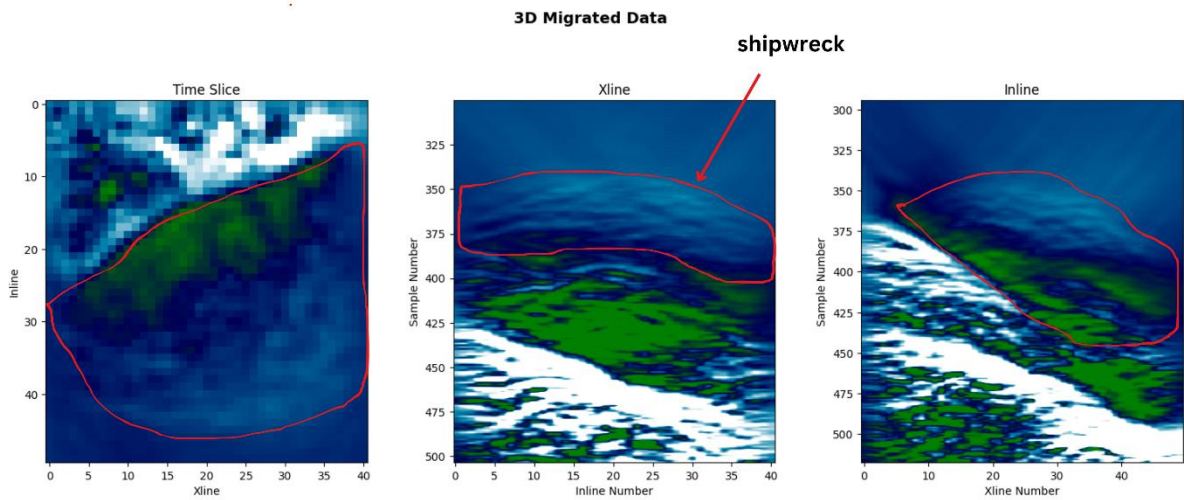 3D Migrated Data
shipwreck
Time Slice
0
10
20
30
40
Inline
0 5 10 15 20 25 30 35 40
Xline
Xline
325
350
375
400
425
450
475
500
Sample Number
0 5 10 15 20 25 30 35 40
Inline Number
Inline
300
325
350
375
400
425
450
475
500
Sample Number
0 10 20 30 40
Xline Number